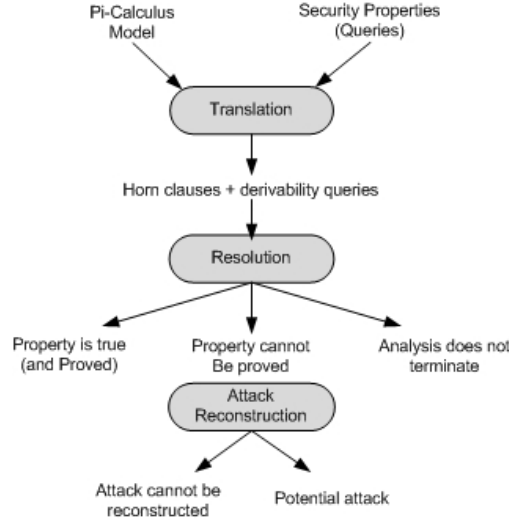 Pi-Calculus
Model
Security Properties
(Queries)
Translation
Horn clauses + derivability queries
Resolution
Property is true
(and Proved)
Property cannot
Be proved
Analysis does not
terminate
Attack
Reconstruction
Attack cannot be
reconstructed
Potential attack